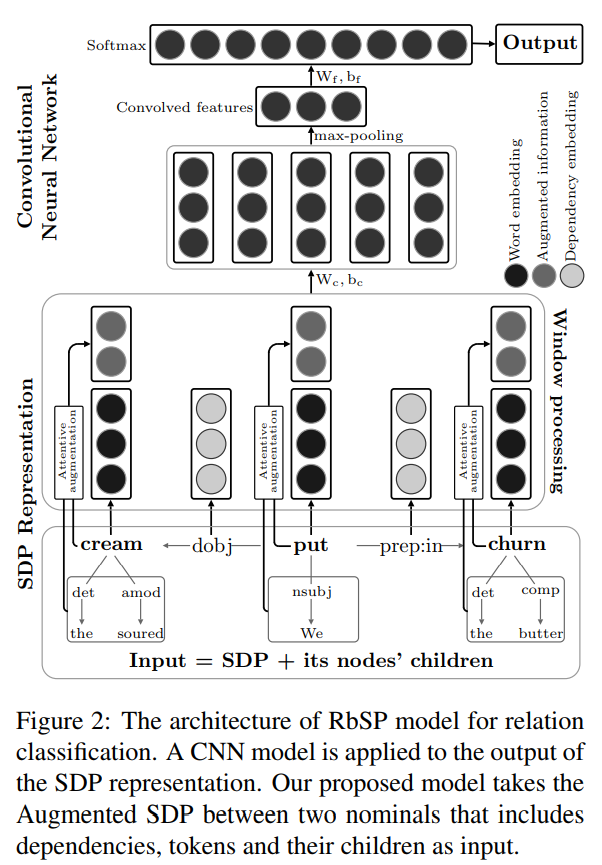 Softmax
Output
W_f, b_f
Convolved features
max-pooling
Convolutional
Neural Network
Word embedding
Augmented information
Dependency embedding
W_c, b_c
SDP Representation
Window processing
Attentive
augmentation
Attentive
augmentation
Attentive
augmentation
cream dobj put prep:in churn
det amod nsubj det comp
the soured We the butter
Input = SDP + its nodes' children
Figure 2: The architecture of RbSP model for relation
classification. A CNN model is applied to the output of
the SDP representation. Our proposed model takes the
Augmented SDP between two nominals that includes
dependencies, tokens and their children as input.